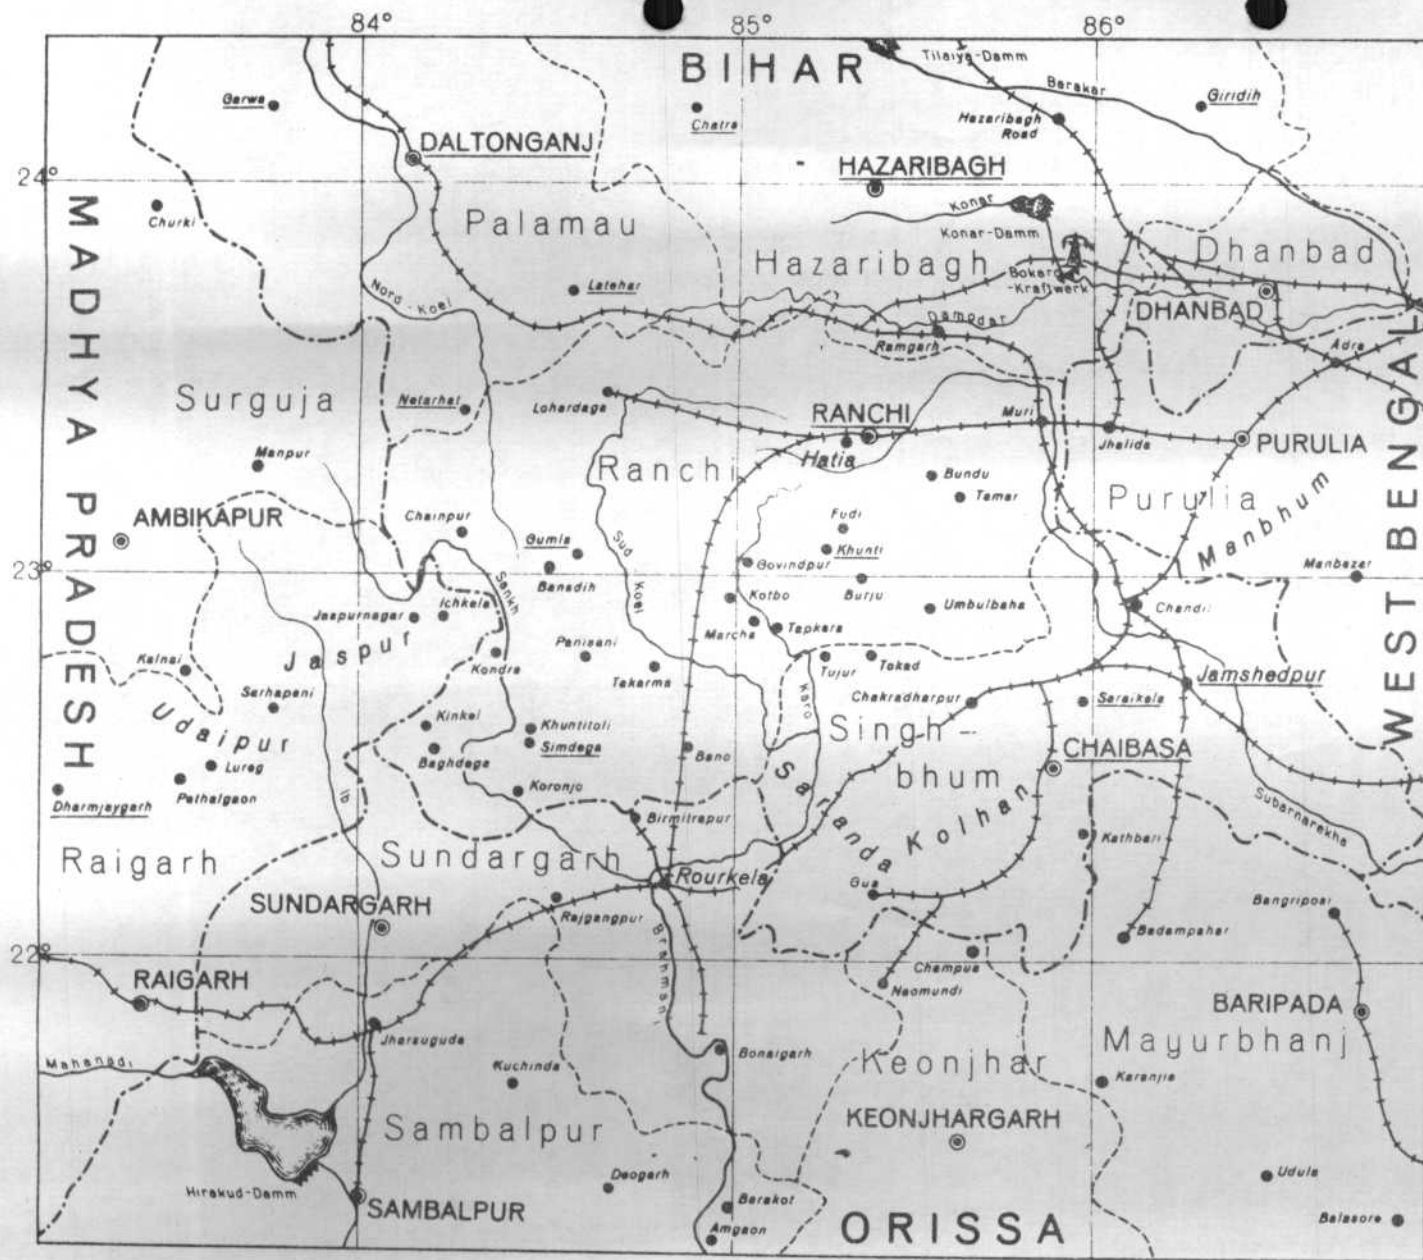 84°
85°
86°
BIHAR
Tilaiya-Damm
Barakar
Garwa
Chatra
Giridih
Hazaribagh
Road
DALTONGANJ
HAZARIBAGH
24°
Churki
Palamau
Konar
Konar-Damm
Dhanbad
Hazaribagh
Bokaro
-Kraftwerk
Nord-Koel
Latehar
DHANBAD
Damodar
Ramgarh
Adra
MADHYA PRADESH
WEST BENGAL
Surguja
Netarhat
Lohardaga
RANCHI
Muri
Jhalida
PURULIA
Hatia
Manpur
Ranchi
Bundu
Tamar
Purulia
Manbhum
AMBIKAPUR
Chainpur
Gumla
Sud
Koel
Fudi
Khunti
Govindpur
Manbazar
23°
Banadih
Sankh
Kotbo
Burju
Umbulbaha
Chandil
Ichkela
Jaspurnagar
Marcha
Tapkara
Jaspur
Panisani
Kalnai
Kondra
Takarma
Tujur
Tokad
Jamshedpur
Sarhapani
Karo
Chakradharpur
Saraikela
Udaipur
Kinkel
Khuntitoli
Simdega
Singh-
bhum
CHAIBASA
Lureg
Baghdega
Bano
Saranda
Dharmjaygarh
Pathalgaon
Ib
Koronjo
Kolhan
Subarnarekha
Birmitrapur
Kathbari
Raigarh
Sundargarh
Rourkela
Gua
SUNDARGARH
Rajgangpur
Bangriposi
Badampahar
22°
Brahmani
Champua
RAIGARH
Naomundi
BARIPADA
Jharsuguda
Mayurbhanj
Mahanadi
Kuchinda
Bonaigarh
Keonjhar
Karanjia
Sambalpur
KEONJHARGARH
Hirakud-Damm
Deogarh
Udula
SAMBALPUR
Barakot
ORISSA
Balasore
Amgaon